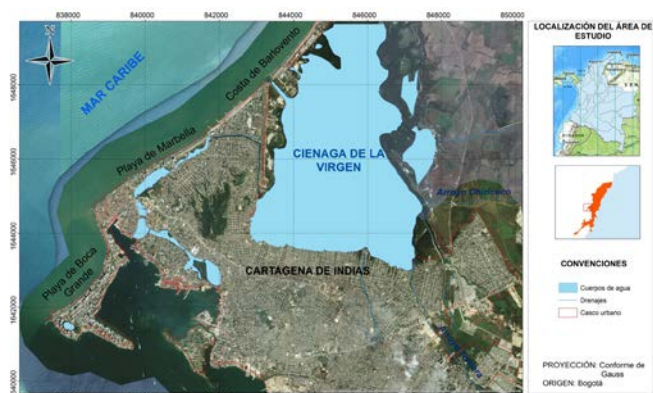 838000 840000 842000 844000 846000 848000 850000
N
MAR CARIBE
Costa de Barlovento
Playa de Marbella
Playa de Boca
Grande
CIENAGA DE LA
VIRGEN
CARTAGENA DE INDIAS
Arroyo
1648000
1646000
1644000
1642000
LOCALIZACIÓN DEL ÁREA DE
ESTUDIO
CONVENCIONES
Cuerpos de agua
Drenajes
Casco urbano
PROYECCIÓN: Conforme de
Gauss
ORIGEN: Bogotá